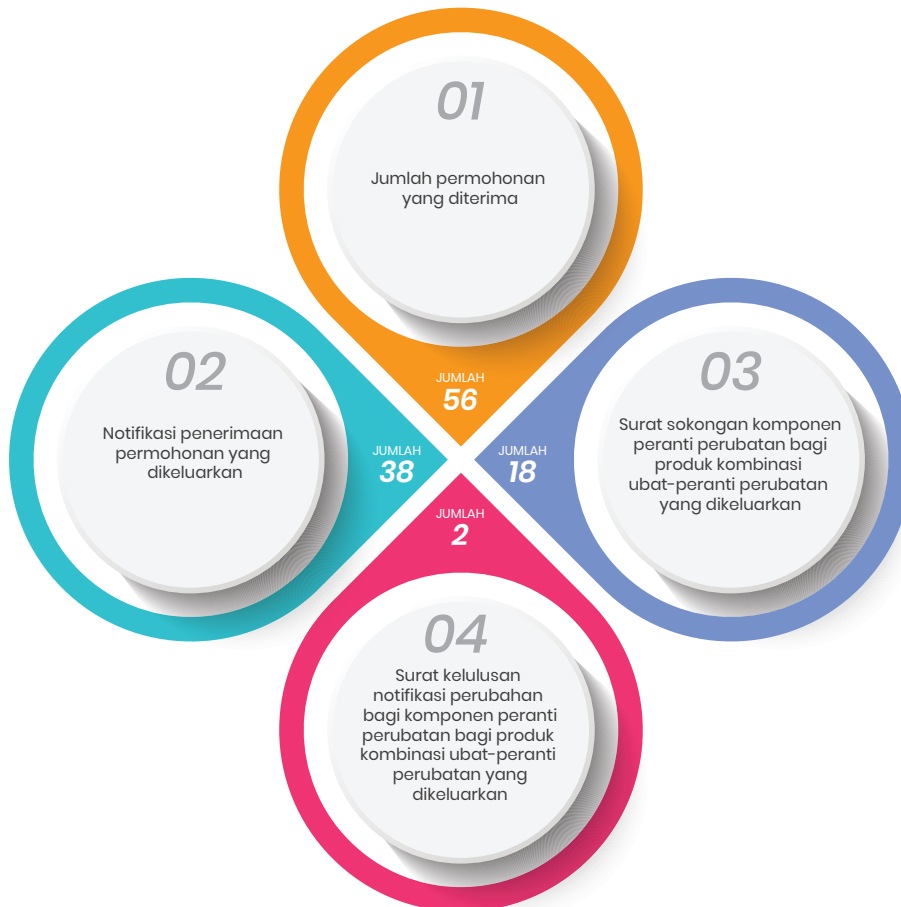 01
Jumlah permohonan
yang diterima
JUMLAH
56
02
Notifikasi penerimaan
permohonan yang
dikeluarkan
JUMLAH
38
03
Surat sokongan komponen
peranti perubatan bagi
produk kombinasi
ubat-peranti perubatan
yang dikeluarkan
JUMLAH
18
JUMLAH
2
04
Surat kelulusan
notifikasi perubahan
bagi komponen peranti
perubatan bagi produk
kombinasi ubat-peranti
perubatan yang
dikeluarkan